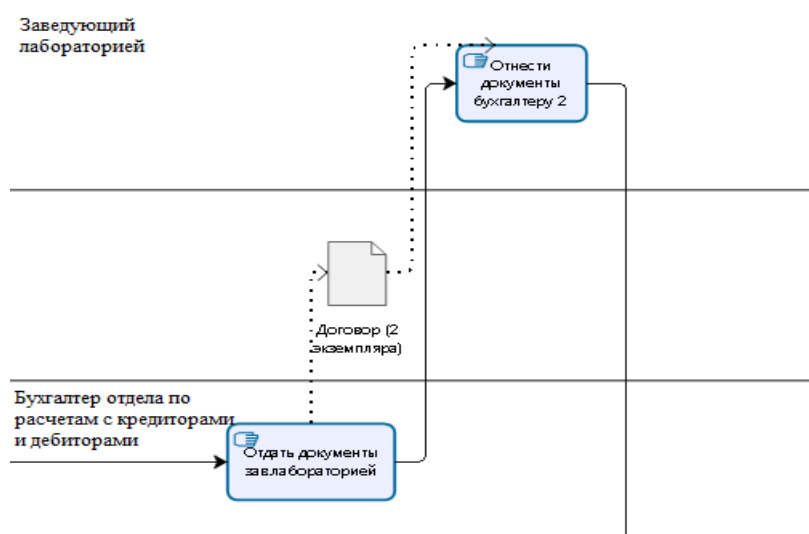 Заведующий
лабораторией
Отнести
документы
бухгалтеру 2
Договор (2
экземпляра)
Бухгалтер отдела по
расчетам с кредиторами
и дебиторами
Отдать документы
завлабораторией